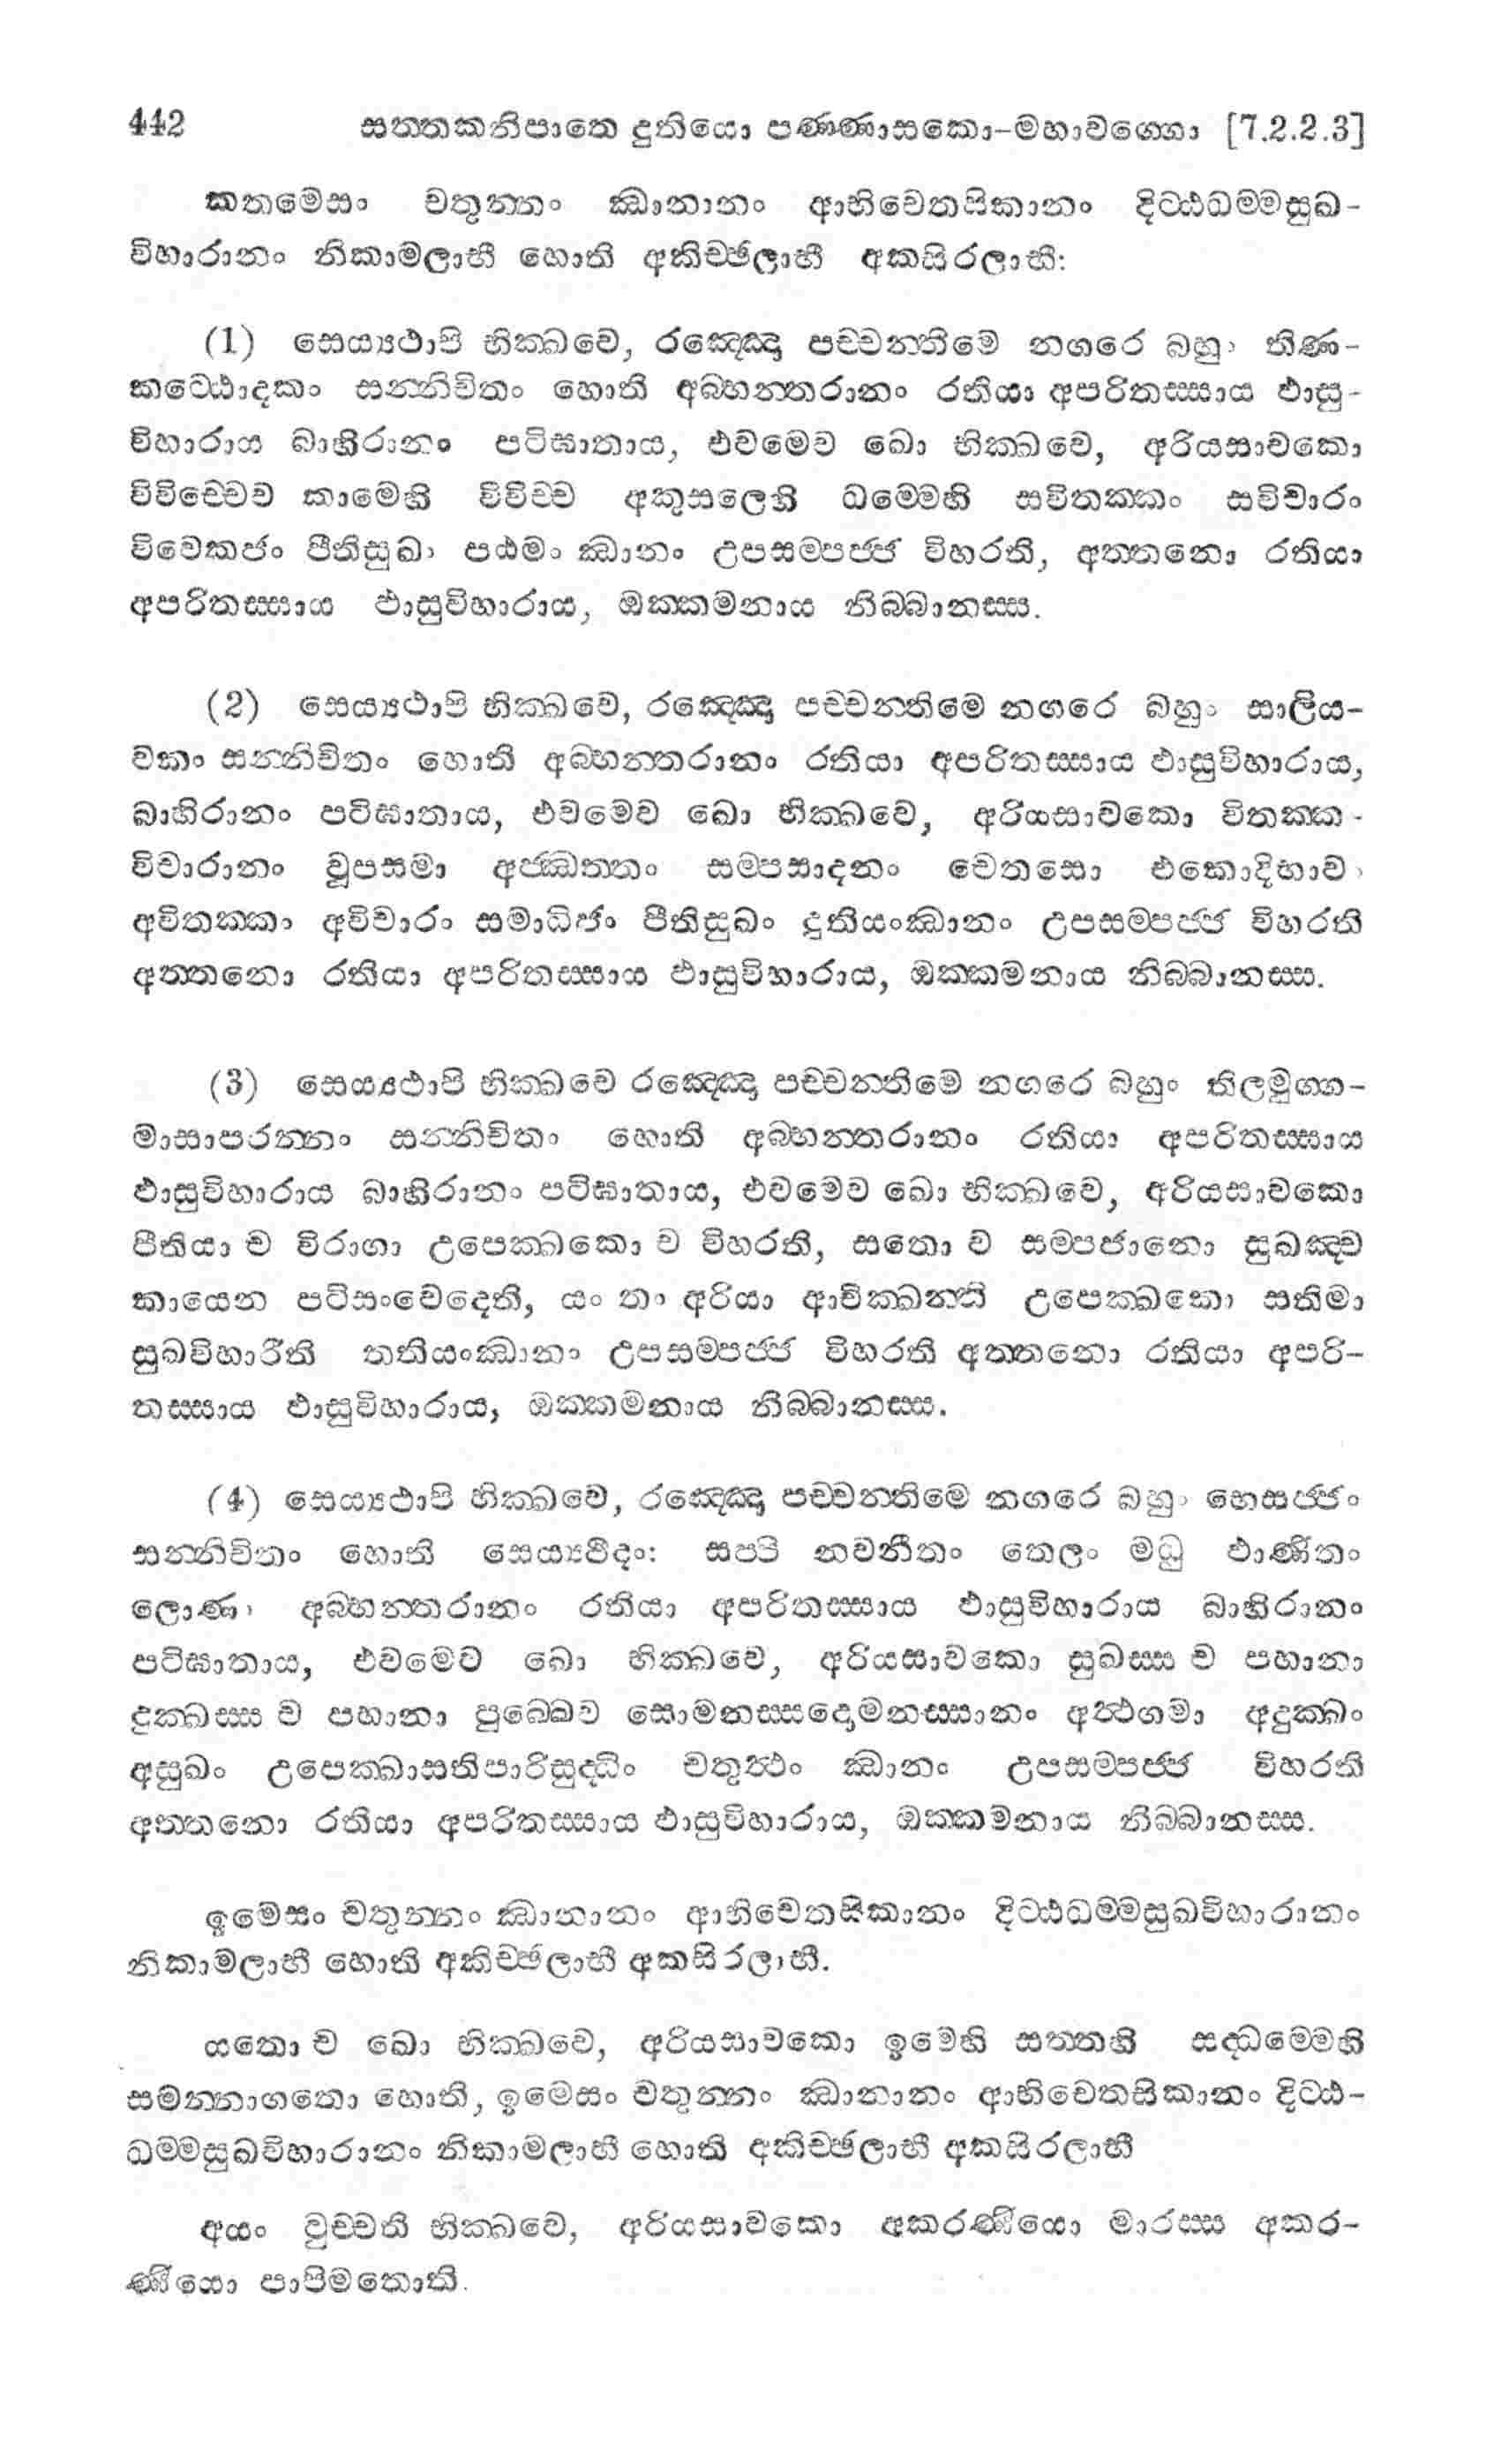 442 සත්තකනිපාතෙ දුතියො පණ්ණාසකො-මහාවග්ගො [7.2.2.3]
කතමෙසං චතුන්නං ඣානානං ආභිචෙතසිකානං දිට්ඨධම්මසුඛ-
විහාරානං නිකාමලාභී හොති අකිච්ඡලාභී අකසිරලාභී:
(1) සෙය්‍යථාපි භික්ඛවෙ, රඤ්ඤො පච්චන්තිමෙ නගරෙ බහුං තිණ-
කට්ඨොදකං සන්නිචිතං හොති අබ්භන්තරානං රතියා අපරිතස්සාය ඵාසු-
විහාරාය බාහිරානං පටිඝාතාය, එවමෙව ඛො භික්ඛවෙ, අරියසාවකො
විවිච්චෙව කාමෙහි විවිච්ච අකුසලෙහි ධම්මෙහි සවිතක්කං සවිචාරං
විවෙකජං පීතිසුඛං පඨමං ඣානං උපසම්පජ්ජ විහරති, අත්තනො රතියා
අපරිතස්සාය ඵාසුවිහාරාය, ඔක්කමනාය නිබ්බානස්ස.
(2) සෙය්‍යථාපි භික්ඛවෙ, රඤ්ඤො පච්චන්තිමෙ නගරෙ බහුං සාලිය-
වකං සන්නිචිතං හොති අබ්භන්තරානං රතියා අපරිතස්සාය ඵාසුවිහාරාය,
බාහිරානං පටිඝාතාය, එවමෙව ඛො භික්ඛවෙ, අරියසාවකො විතක්ක-
විචාරානං වූපසමා අජ්ඣත්තං සම්පසාදනං චෙතසො එකොදිභාවං
අවිතක්කං අවිචාරං සමාධිජං පීතිසුඛං දුතියංඣානං උපසම්පජ්ජ විහරති
අත්තනො රතියා අපරිතස්සාය ඵාසුවිහාරාය, ඔක්කමනාය නිබ්බානස්ස.
(3) සෙය්‍යථාපි භික්ඛවෙ රඤ්ඤො පච්චන්තිමෙ නගරෙ බහුං තිලමුග්ග-
මාසාපරන්නං සන්නිචිතං හොති අබ්භන්තරානං රතියා අපරිතස්සාය
ඵාසුවිහාරාය බාහිරානං පටිඝාතාය, එවමෙව ඛො භික්ඛවෙ, අරියසාවකො
පීතියා ච විරාගා උපෙක්ඛකො ච විහරති, සතො ච සම්පජානො සුඛඤ්ච
කායෙන පටිසංවෙදෙති, යං තං අරියා ආචික්ඛන්ති උපෙක්ඛකො සතිමා
සුඛවිහාරීති තතියංඣානං උපසම්පජ්ජ විහරති අත්තනො රතියා අපරි-
තස්සාය ඵාසුවිහාරාය, ඔක්කමනාය නිබ්බානස්ස.
(4) සෙය්‍යථාපි භික්ඛවෙ, රඤ්ඤො පච්චන්තිමෙ නගරෙ බහුං භෙසජ්ජං
සන්නිචිතං හොති සෙය්‍යථිදං: සප්පි නවනීතං තෙලං මධු ඵාණිතං
ලොණං අබ්භන්තරානං රතියා අපරිතස්සාය ඵාසුවිහාරාය බාහිරානං
පටිඝාතාය, එවමෙව ඛො භික්ඛවෙ, අරියසාවකො සුඛස්ස ච පහානා
දුක්ඛස්ස ච පහානා පුබ්බෙව සොමනස්සදොමනස්සානං අත්ථගමා අදුක්ඛං
අසුඛං උපෙක්ඛාසතිපාරිසුද්ධිං චතුත්ථං ඣානං උපසම්පජ්ජ විහරති
අත්තනො රතියා අපරිතස්සාය ඵාසුවිහාරාය, ඔක්කමනාය නිබ්බානස්ස.
ඉමෙසං චතුන්නං ඣානානං ආභිචෙතසිකානං දිට්ඨධම්මසුඛවිහාරානං
නිකාමලාභී හොති අකිච්ඡලාභී අකසිරලාභී.
යතො ච ඛො භික්ඛවෙ, අරියසාවකො ඉමෙහි සත්තහි සද්ධම්මෙහි
සමන්නාගතො හොති, ඉමෙසං චතුන්නං ඣානානං ආභිචෙතසිකානං දිට්ඨ-
ධම්මසුඛවිහාරානං නිකාමලාභී හොති අකිච්ඡලාභී අකසිරලාභී
අයං වුච්චති භික්ඛවෙ, අරියසාවකො අකරණීයො මාරස්ස අකර-
ණීයො පාපිමතොති.